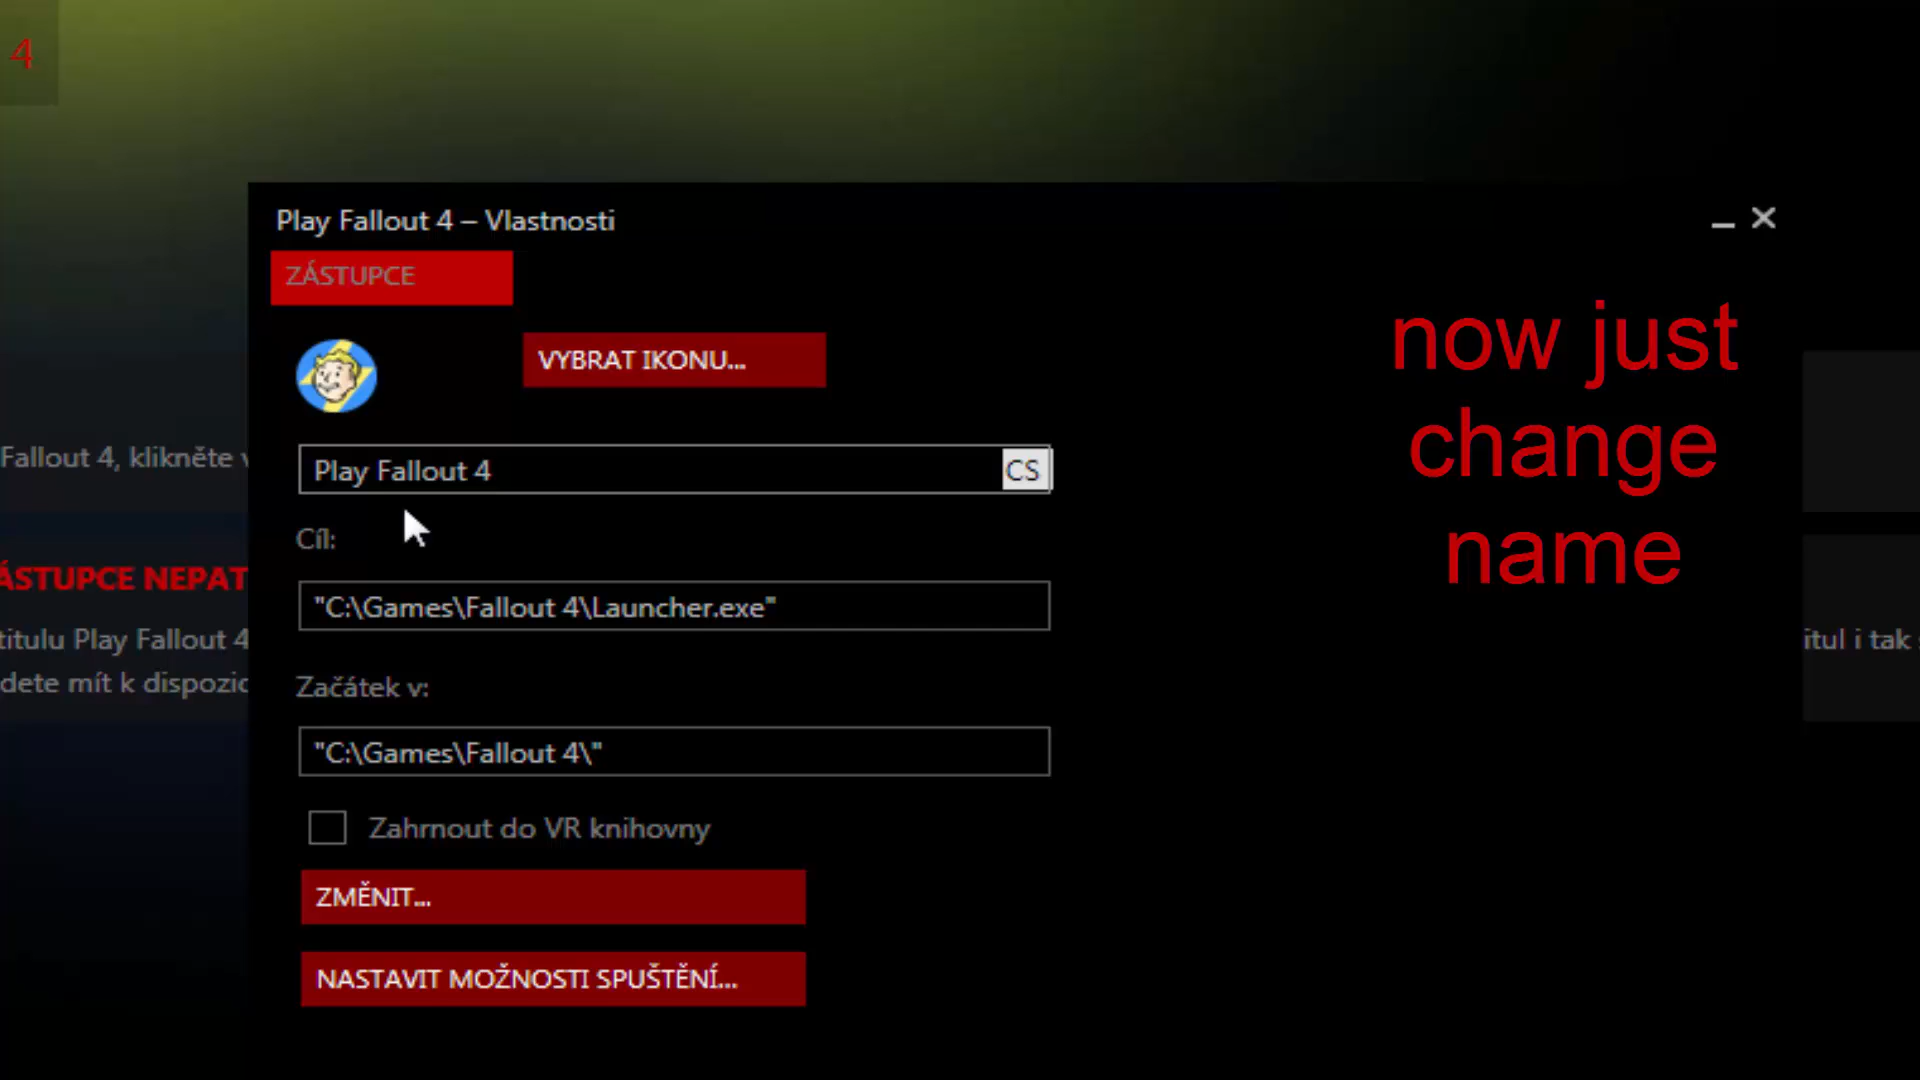 4
Play Fallout 4 – Vlastnosti
ZÁSTUPCE
VYBRAT IKONU...
now just
change
name
Fallout 4, klikněte v
Play Fallout 4
CS
Cíl:
ÁSTUPCE NEPAT
"C:\Games\Fallout 4\Launcher.exe"
titulu Play Fallout 4
itul i tak
dete mít k dispozic
Začátek v:
"C:\Games\Fallout 4\"
Zahrnout do VR knihovny
ZMĚNIT...
NASTAVIT MOŽNOSTI SPUŠTĚNÍ...